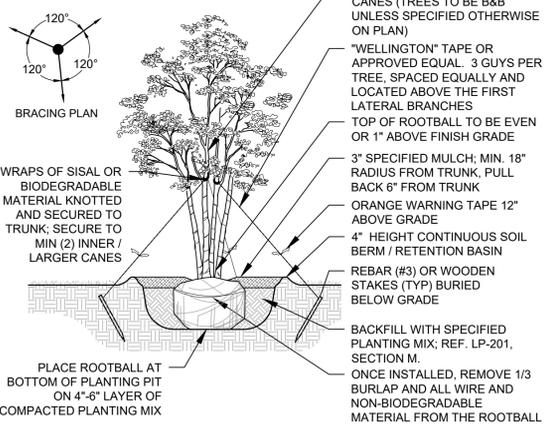 120°
120°
120°
BRACING PLAN
WRAPS OF SISAL OR
BIODEGRADABLE
MATERIAL KNOTTED
AND SECURED TO
TRUNK; SECURE TO
MIN (2) INNER /
LARGER CANES
PLACE ROOTBALL AT
BOTTOM OF PLANTING PIT
ON 4"-6" LAYER OF
COMPACTED PLANTING MIX
CANES (TREES TO BE B&B
UNLESS SPECIFIED OTHERWISE
ON PLAN)
"WELLINGTON" TAPE OR
APPROVED EQUAL. 3 GUYS PER
TREE, SPACED EQUALLY AND
LOCATED ABOVE THE FIRST
LATERAL BRANCHES
TOP OF ROOTBALL TO BE EVEN
OR 1" ABOVE FINISH GRADE
3" SPECIFIED MULCH; MIN. 18"
RADIUS FROM TRUNK, PULL
BACK 6" FROM TRUNK
ORANGE WARNING TAPE 12"
ABOVE GRADE
4" HEIGHT CONTINUOUS SOIL
BERM / RETENTION BASIN
REBAR (#3) OR WOODEN
STAKES (TYP) BURIED
BELOW GRADE
BACKFILL WITH SPECIFIED
PLANTING MIX; REF. LP-201,
SECTION M.
ONCE INSTALLED, REMOVE 1/3
BURLAP AND ALL WIRE AND
NON-BIODEGRADABLE
MATERIAL FROM THE ROOTBALL